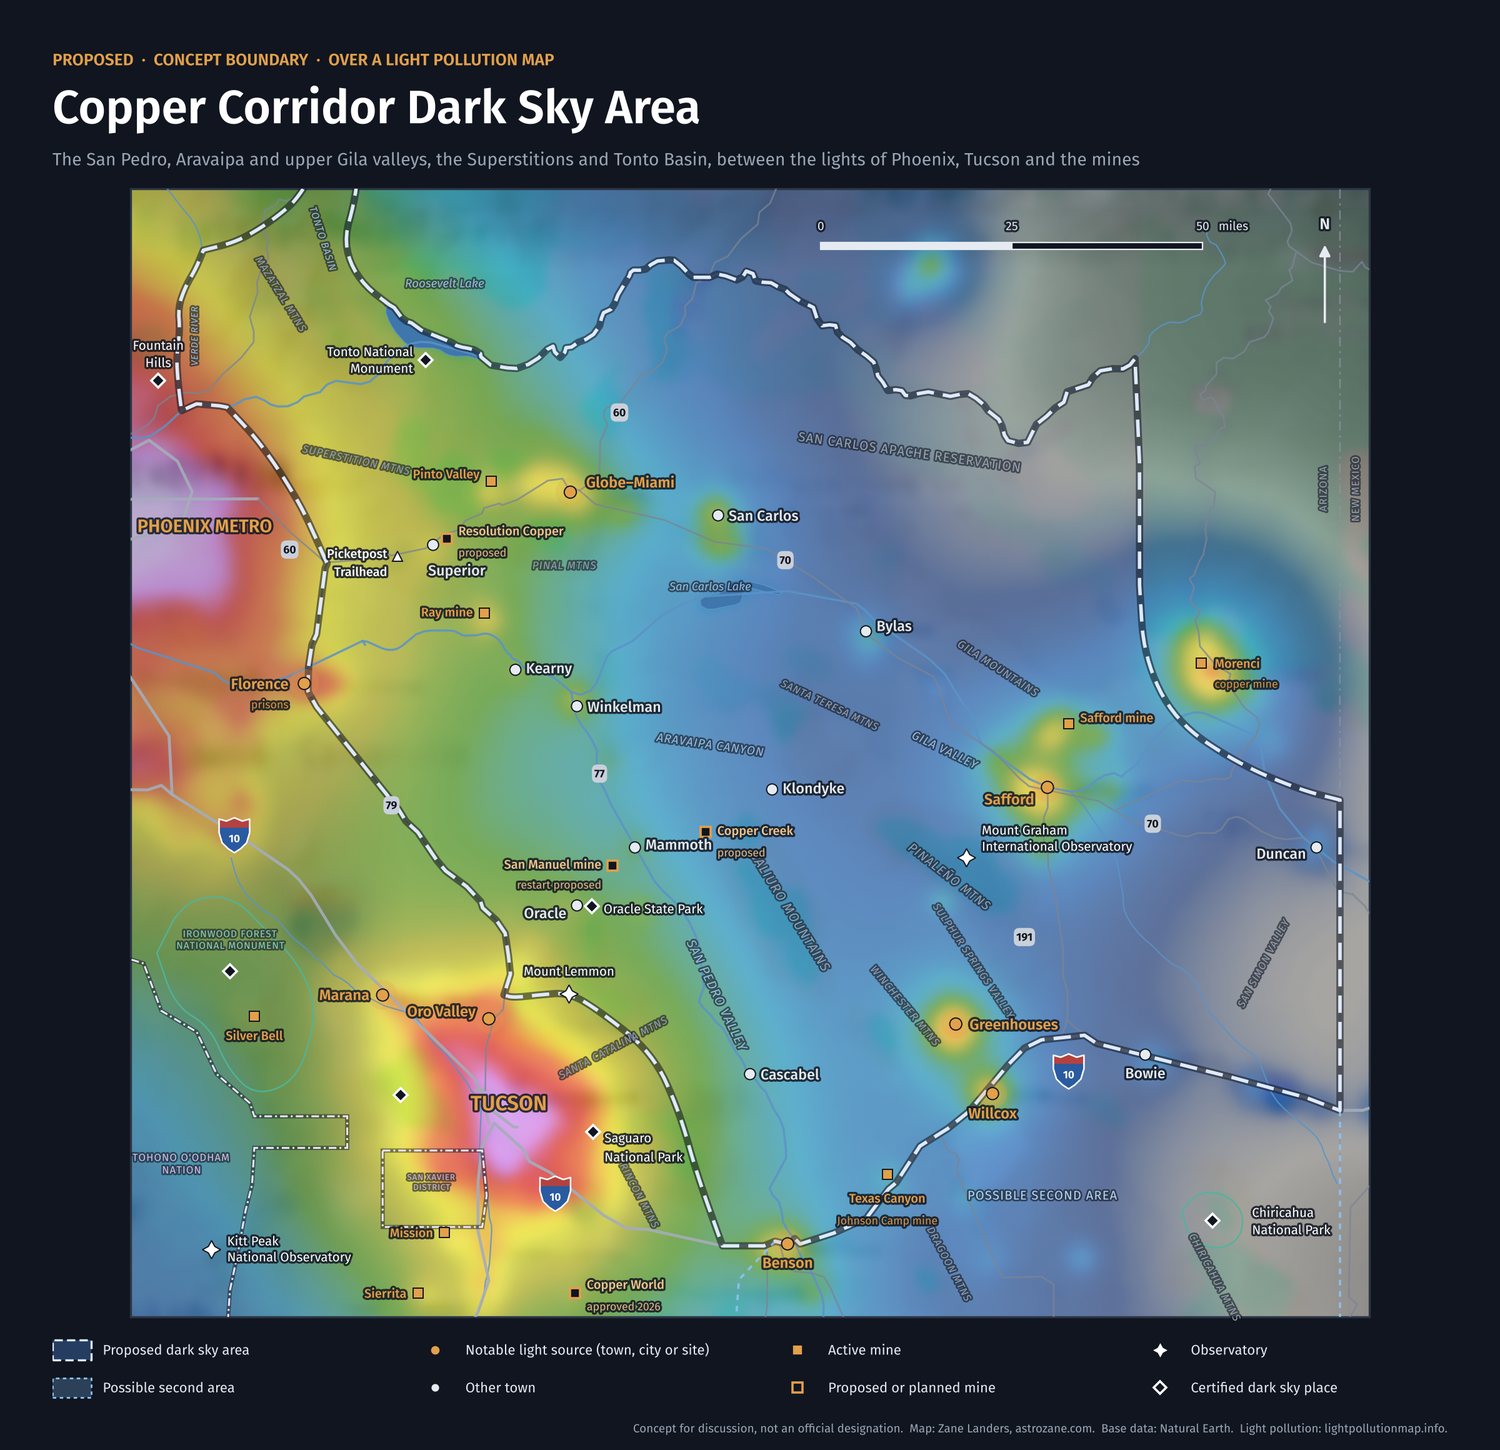 PROPOSED · CONCEPT BOUNDARY · OVER A LIGHT POLLUTION MAP
Copper Corridor Dark Sky Area
The San Pedro, Aravaipa and upper Gila valleys, the Superstitions and Tonto Basin, between the lights of Phoenix, Tucson and the mines
0 25 50 miles
N
TONTO BASIN
MAZATZAL MTNS
Roosevelt Lake
VERDE RIVER
Fountain
Hills
Tonto National
Monument
60
SAN CARLOS APACHE RESERVATION
SUPERSTITION MTNS
Pinto Valley
Globe–Miami
ARIZONA
NEW MEXICO
PHOENIX METRO
San Carlos
Resolution Copper
proposed
60
Picketpost
Trailhead
Superior
PINAL MTNS
70
San Carlos Lake
Ray mine
Bylas
GILA MOUNTAINS
Kearny
Morenci
copper mine
Florence
prisons
SANTA TERESA MTNS
Winkelman
Safford mine
ARAVAIPA CANYON
GILA VALLEY
77
Klondyke
Safford
79
10
Copper Creek
proposed
Mammoth
70
Mount Graham
International Observatory
Duncan
San Manuel mine
restart proposed
PINALEÑO MTNS
GALIURO MOUNTAINS
Oracle
Oracle State Park
IRONWOOD FOREST
NATIONAL MONUMENT
SULPHUR SPRINGS VALLEY
191
SAN SIMON VALLEY
SAN PEDRO VALLEY
Mount Lemmon
Marana
Oro Valley
WINCHESTER MTNS
Silver Bell
Greenhouses
SANTA CATALINA MTNS
Cascabel
10
Bowie
TUCSON
Willcox
Saguaro
National Park
TOHONO O'ODHAM
NATION
SAN XAVIER
DISTRICT
RINCON MTNS
10
Texas Canyon
Johnson Camp mine
POSSIBLE SECOND AREA
Chiricahua
National Park
Mission
Kitt Peak
National Observatory
Benson
DRAGOON MTNS
CHIRICAHUA MTNS
Sierrita
Copper World
approved 2026
Proposed dark sky area
Notable light source (town, city or site)
Active mine
Observatory
Possible second area
Other town
Proposed or planned mine
Certified dark sky place
Concept for discussion, not an official designation. Map: Zane Landers, astrozane.com. Base data: Natural Earth. Light pollution: lightpollutionmap.info.